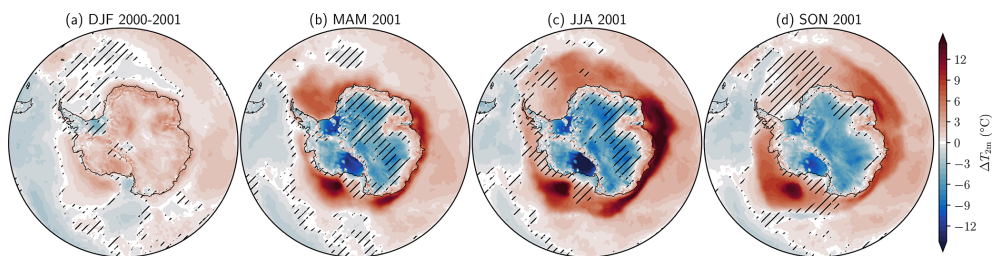 (a) DJF 2000-2001
(b) MAM 2001
(c) JJA 2001
(d) SON 2001
12
9
6
3
0
−3
−6
−9
−12
ΔT2m (°C)